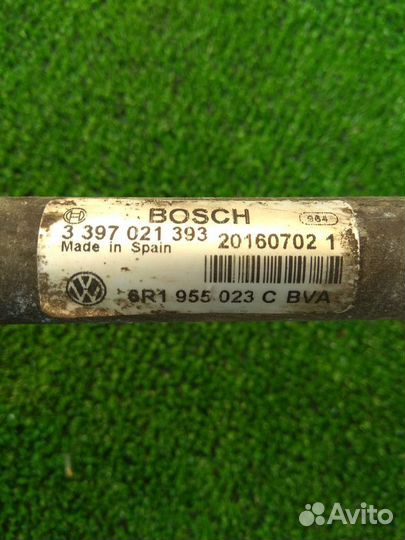 BOSCH
984
3 397 021 393
20160702 1
Made in Spain
6R1 955 023 C BVA
Avito